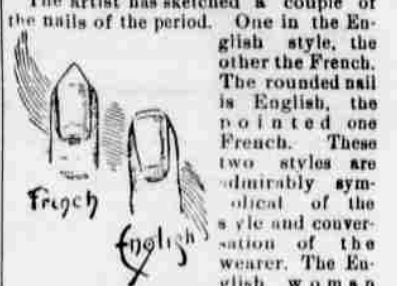 The artist has sketched a couple of
the nails of the period. One in the En-
glish style, the
other the French.
The rounded nail
is English, the
pointed one
French. These
two styles are
admirably sym-
olical of the
s yle and conver-
sation of the
wearer. The En-
glish woman
French
English